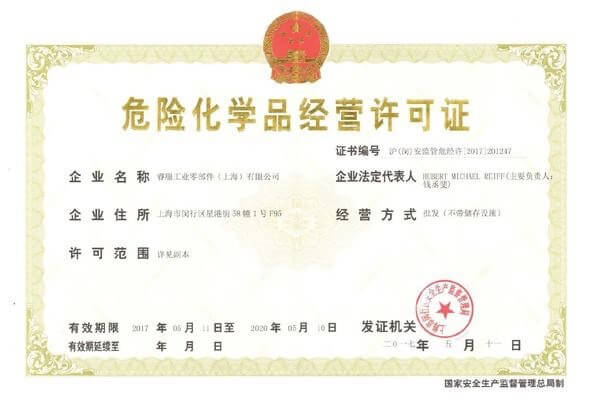 危险化学品经营许可证
证书编号 沪(闵)安监管危经许[2017]201247
企业名称 睿瑞工业零部件（上海）有限公司
企业法定代表人 HUBERT MICHAEL REIFF(主要负责人:
钱丞斐)
企业住所 上海市闵行区星港街58幢1号F95
经营方式 批发（不带储存设施）
许可范围 详见副本
有效期限 2017 年 05 月 11日至 2020 年 05 月 10日
发证机关
有效期延续至 年 月 日
二〇一七年 五 月 十一 日
国家安全生产监督管理总局制